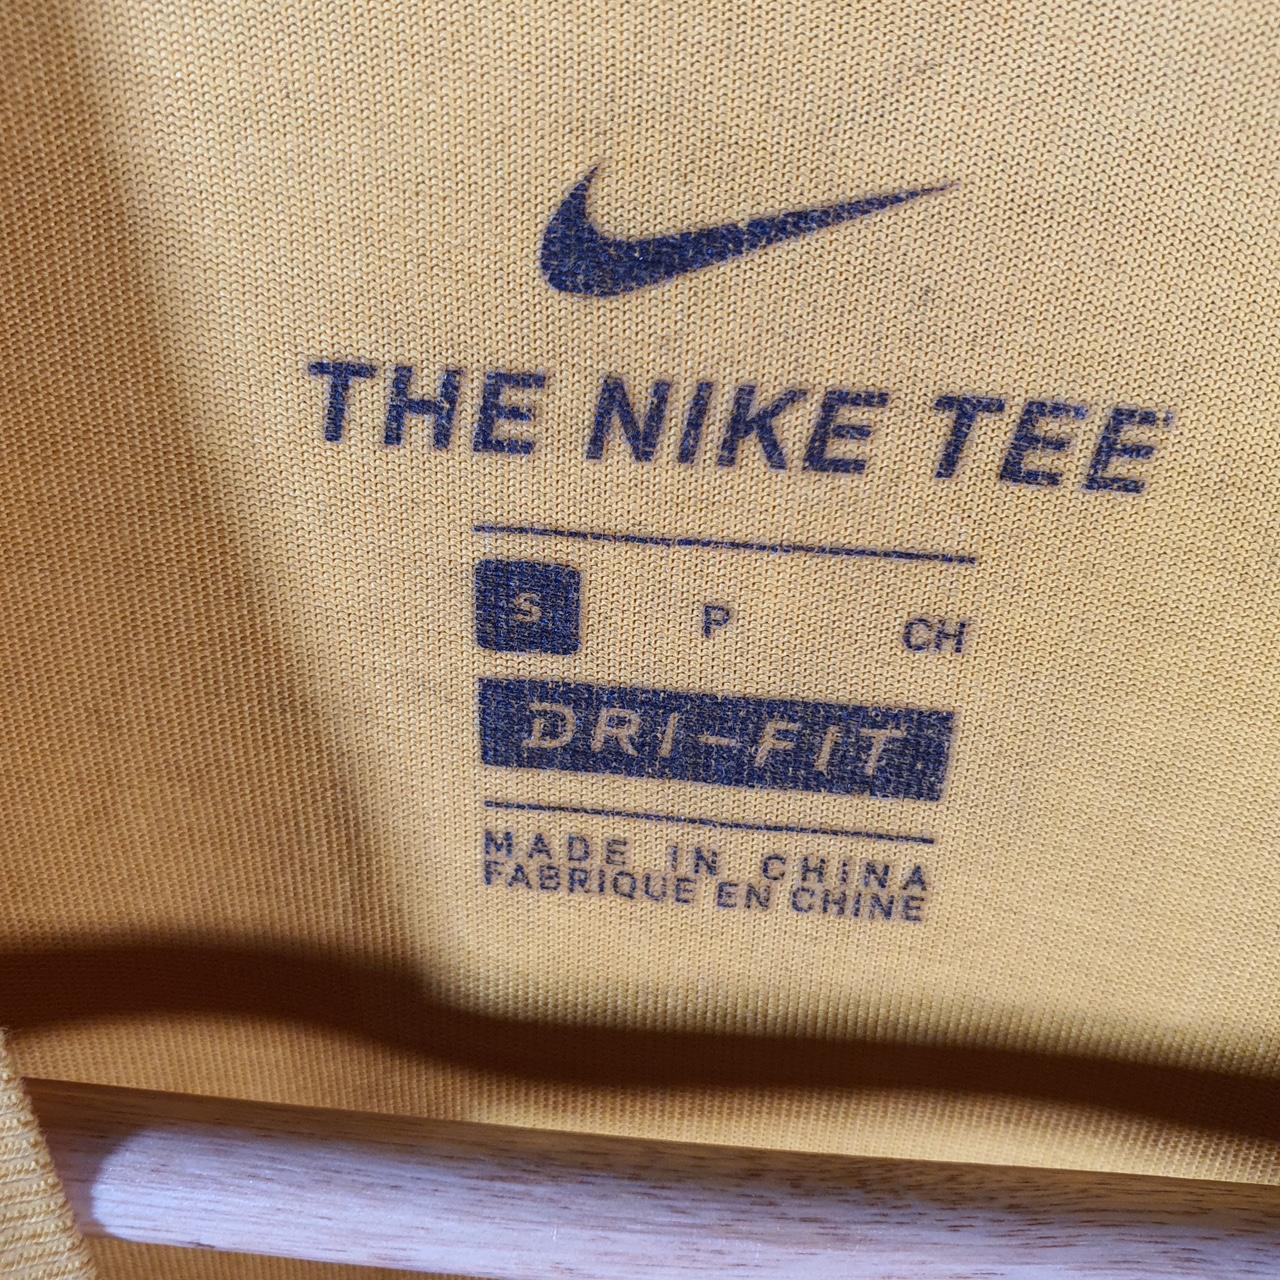 THE NIKE TEE
S P CH
DRI-FIT
MADE IN CHINA
FABRIQUE EN CHINE